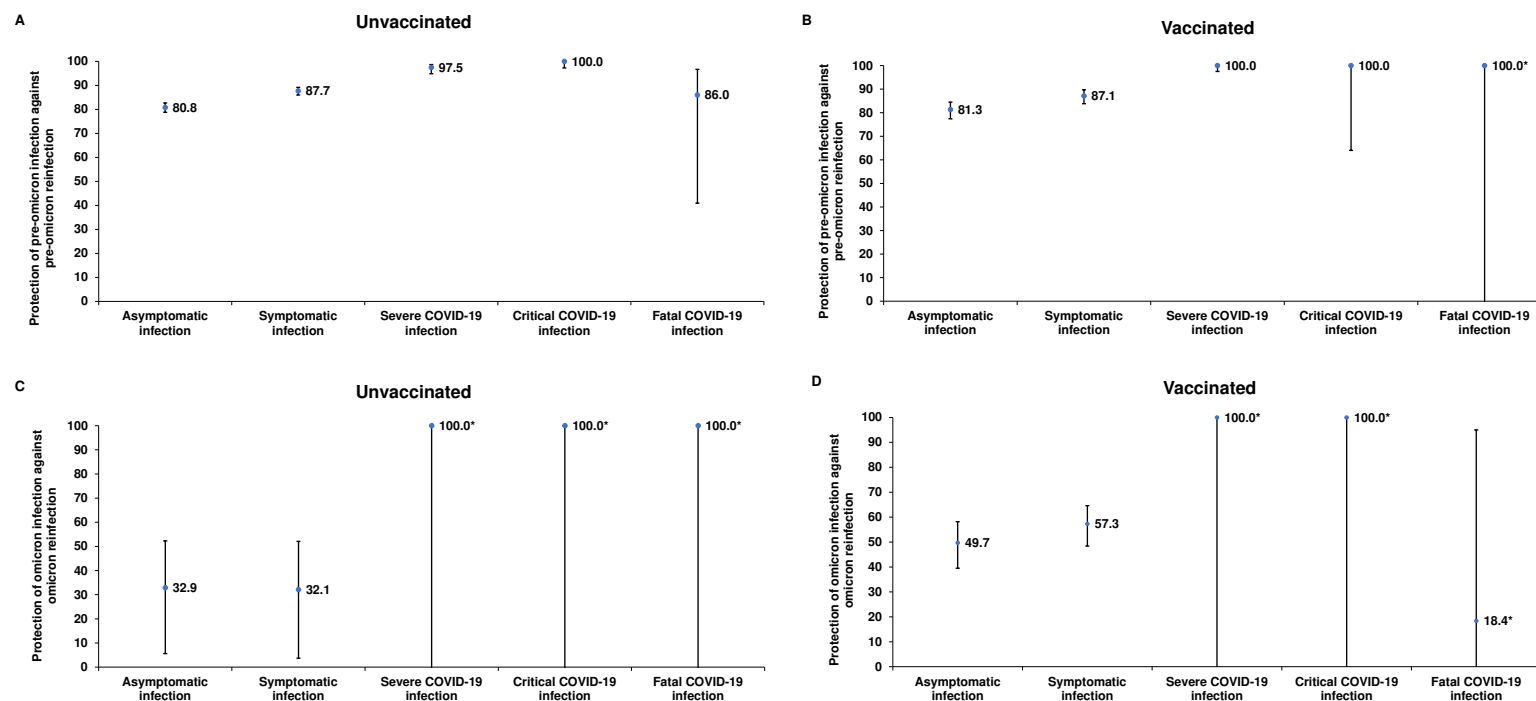 A
Unvaccinated
Protection of pre-omicron infection against
pre-omicron reinfection
100
90
80
70
60
50
40
30
20
10
0
80.8
87.7
97.5
100.0
86.0
Asymptomatic
infection
Symptomatic
infection
Severe COVID-19
infection
Critical COVID-19
infection
Fatal COVID-19
infection
B
Vaccinated
Protection of pre-omicron infection against
pre-omicron reinfection
100
90
80
70
60
50
40
30
20
10
0
81.3
87.1
100.0
100.0
100.0*
Asymptomatic
infection
Symptomatic
infection
Severe COVID-19
infection
Critical COVID-19
infection
Fatal COVID-19
infection
C
Unvaccinated
Protection of omicron infection against
omicron reinfection
100
90
80
70
60
50
40
30
20
10
0
32.9
32.1
100.0*
100.0*
100.0*
Asymptomatic
infection
Symptomatic
infection
Severe COVID-19
infection
Critical COVID-19
infection
Fatal COVID-19
infection
D
Vaccinated
Protection of omicron infection against
omicron reinfection
100
90
80
70
60
50
40
30
20
10
0
49.7
57.3
100.0*
100.0*
18.4*
Asymptomatic
infection
Symptomatic
infection
Severe COVID-19
infection
Critical COVID-19
infection
Fatal COVID-19
infection